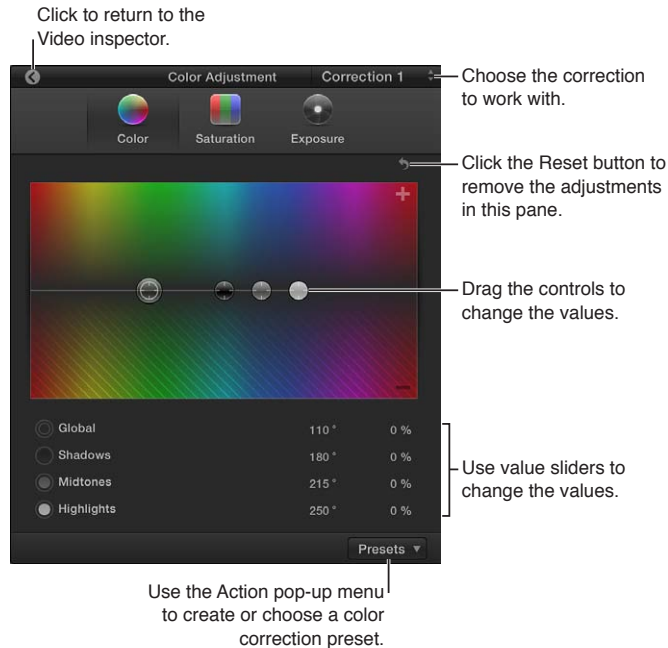 Click to return to the
Video inspector.
Color Adjustment
Correction 1
Choose the correction
to work with.
Color
Saturation
Exposure
Click the Reset button to
remove the adjustments
in this pane.
Drag the controls to
change the values.
Global 110° 0 %
Shadows 180° 0 %
Midtones 215° 0 %
Highlights 250° 0 %
Use value sliders to
change the values.
Presets
Use the Action pop-up menu
to create or choose a color
correction preset.